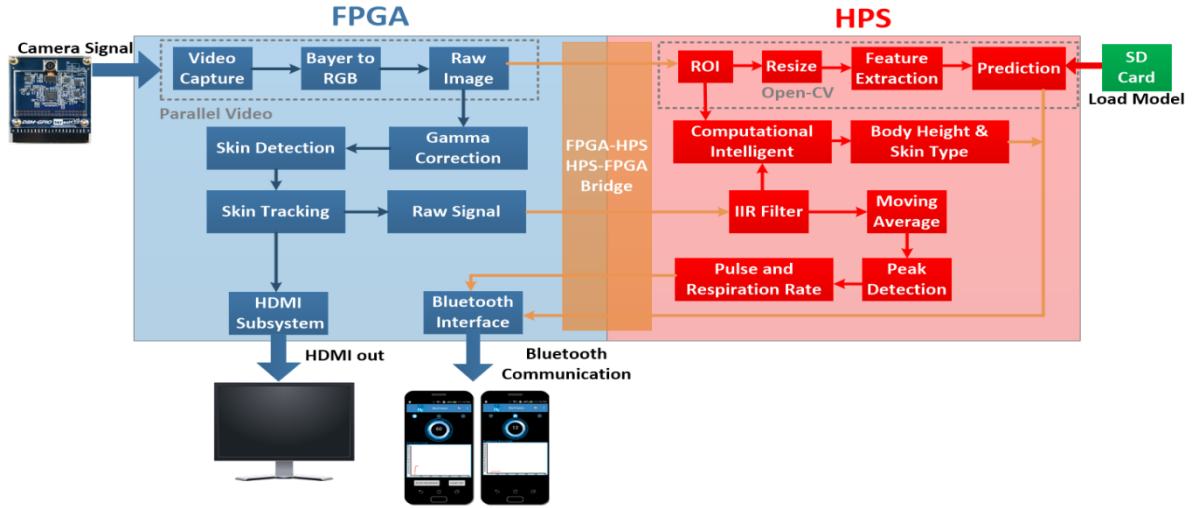 FPGA
HPS
Camera Signal
Video
Capture
Bayer to
RGB
Raw
Image
Parallel Video
ROI
Resize
Feature
Extraction
Prediction
Open-CV
SD
Card
Load Model
Skin Detection
Gamma
Correction
FPGA-HPS
HPS-FPGA
Bridge
Computational
Intelligent
Body Height &
Skin Type
Skin Tracking
Raw Signal
IIR Filter
Moving
Average
Pulse and
Respiration Rate
Peak
Detection
HDMI
Subsystem
Bluetooth
Interface
HDMI out
Bluetooth
Communication